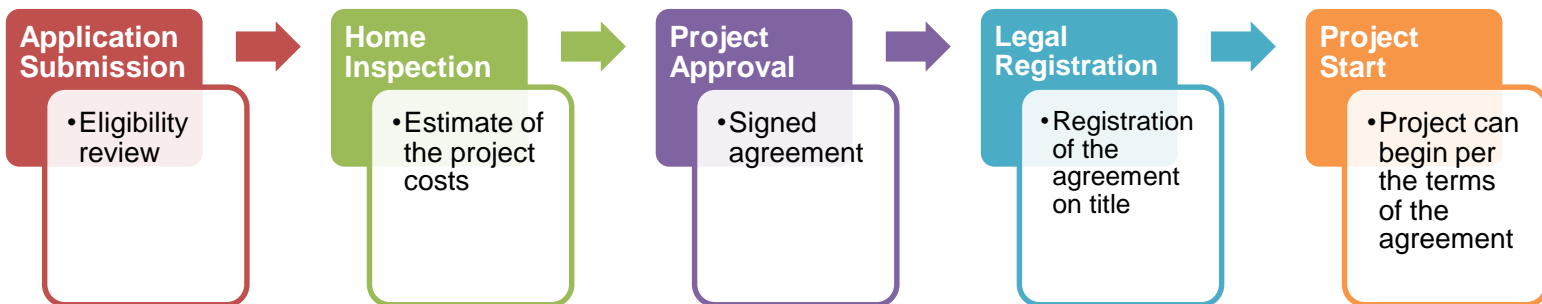 Application
Submission
•Eligibility
review
Home
Inspection
•Estimate of
the project
costs
Project
Approval
•Signed
agreement
Legal
Registration
•Registration
of the
agreement
on title
Project
Start
•Project can
begin per
the terms
of the
agreement